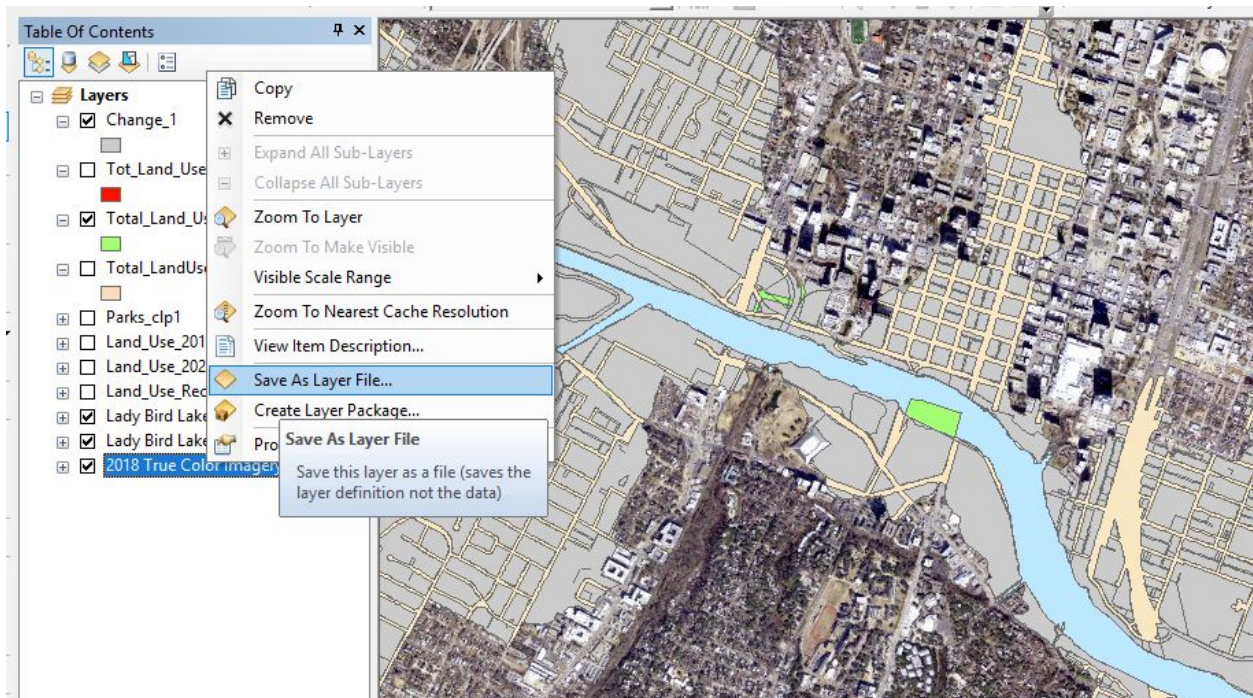 Table Of Contents
Layers
Change_1
Tot_Land_Use
Total_Land_Us
Total_LandUse
Parks_clp1
Land_Use_201
Land_Use_202
Land_Use_Rec
Lady Bird Lake
Lady Bird Lake
2018 True Color Imagery
Copy
Remove
Expand All Sub-Layers
Collapse All Sub-Layers
Zoom To Layer
Zoom To Make Visible
Visible Scale Range
Zoom To Nearest Cache Resolution
View Item Description...
Save As Layer File...
Create Layer Package...
Pro
Save As Layer File
Save this layer as a file (saves the
layer definition not the data)